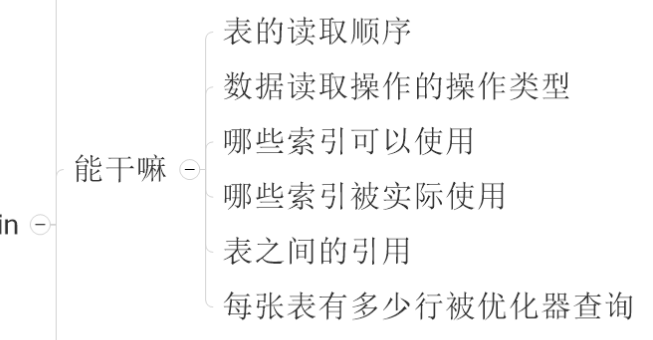 表的读取顺序
数据读取操作的操作类型
哪些索引可以使用
能干嘛
哪些索引被实际使用
in
表之间的引用
每张表有多少行被优化器查询